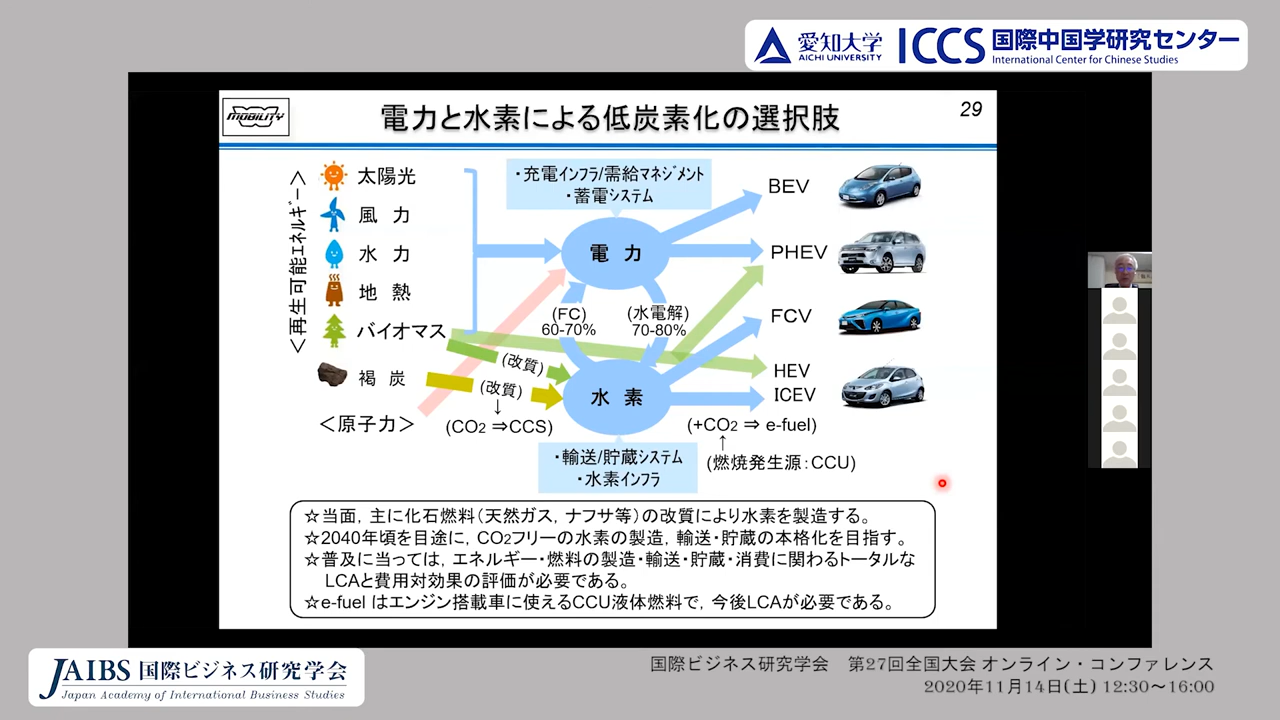 愛知大学
AICHI UNIVERSITY
ICCS 国際中国学研究センター
International Center for Chinese Studies
MOBILITY
電力と水素による低炭素化の選択肢
29
＜再生可能エネルギー＞
太陽光
風 力
水 力
地 熱
バイオマス
褐 炭
＜原子力＞
・充電インフラ/需給マネジメント
・蓄電システム
電 力
(FC)
60-70%
(水電解)
70-80%
(改質)
(改質)
↓
(CO2 ⇒CCS)
水 素
・輸送/貯蔵システム
・水素インフラ
BEV
PHEV
FCV
HEV
ICEV
(+CO2 ⇒ e-fuel)
↑
(燃焼発生源：CCU)
☆当面，主に化石燃料（天然ガス，ナフサ等）の改質により水素を製造する。
☆2040年頃を目途に，CO2フリーの水素の製造，輸送・貯蔵の本格化を目指す。
☆普及に当っては，エネルギー・燃料の製造・輸送・貯蔵・消費に関わるトータルな
LCAと費用対効果の評価が必要である。
☆e-fuel はエンジン搭載車に使えるCCU液体燃料で，今後LCAが必要である。
JAIBS 国際ビジネス研究学会
Japan Academy of International Business Studies
国際ビジネス研究学会　第27回全国大会 オンライン・コンファレンス
2020年11月14日(土) 12:30～16:00